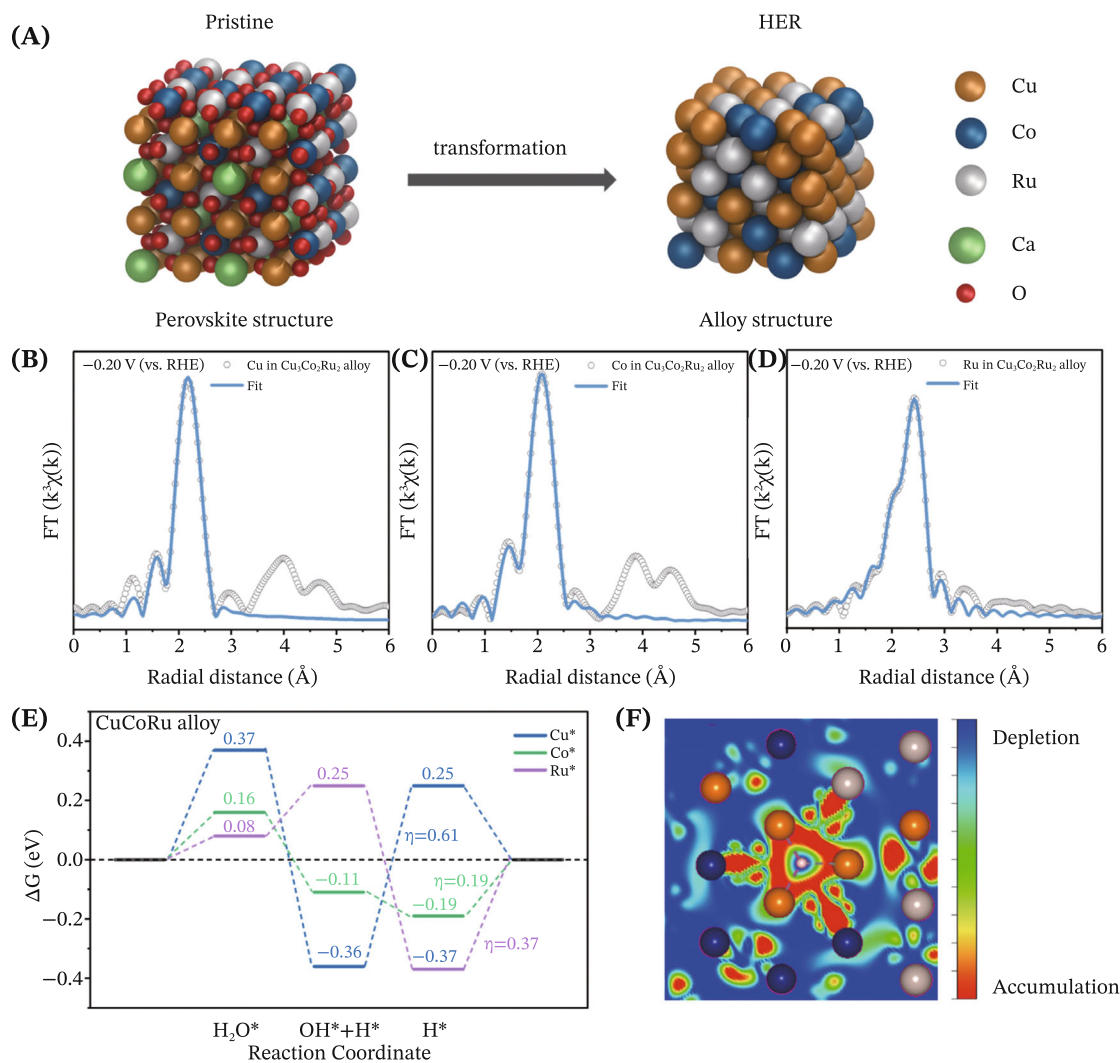 (A)
Pristine
HER
transformation
Perovskite structure
Alloy structure
Cu
Co
Ru
Ca
O
(B)
−0.20 V (vs. RHE)
Cu in Cu₃Co₂Ru₂ alloy
Fit
FT (k³χ(k))
0 1 2 3 4 5 6
Radial distance (Å)
(C)
−0.20 V (vs. RHE)
Co in Cu₃Co₂Ru₂ alloy
Fit
FT (k³χ(k))
0 1 2 3 4 5 6
Radial distance (Å)
(D)
−0.20 V (vs. RHE)
Ru in Cu₃Co₂Ru₂ alloy
Fit
FT (k²χ(k))
0 1 2 3 4 5 6
Radial distance (Å)
(E)
CuCoRu alloy
Cu*
Co*
Ru*
ΔG (eV)
0.4
0.2
0.0
−0.2
−0.4
0.37
0.16
0.08
0.25
−0.11
−0.36
0.25
−0.19
−0.37
η=0.61
η=0.19
η=0.37
H₂O* OH*+H* H*
Reaction Coordinate
(F)
Depletion
Accumulation